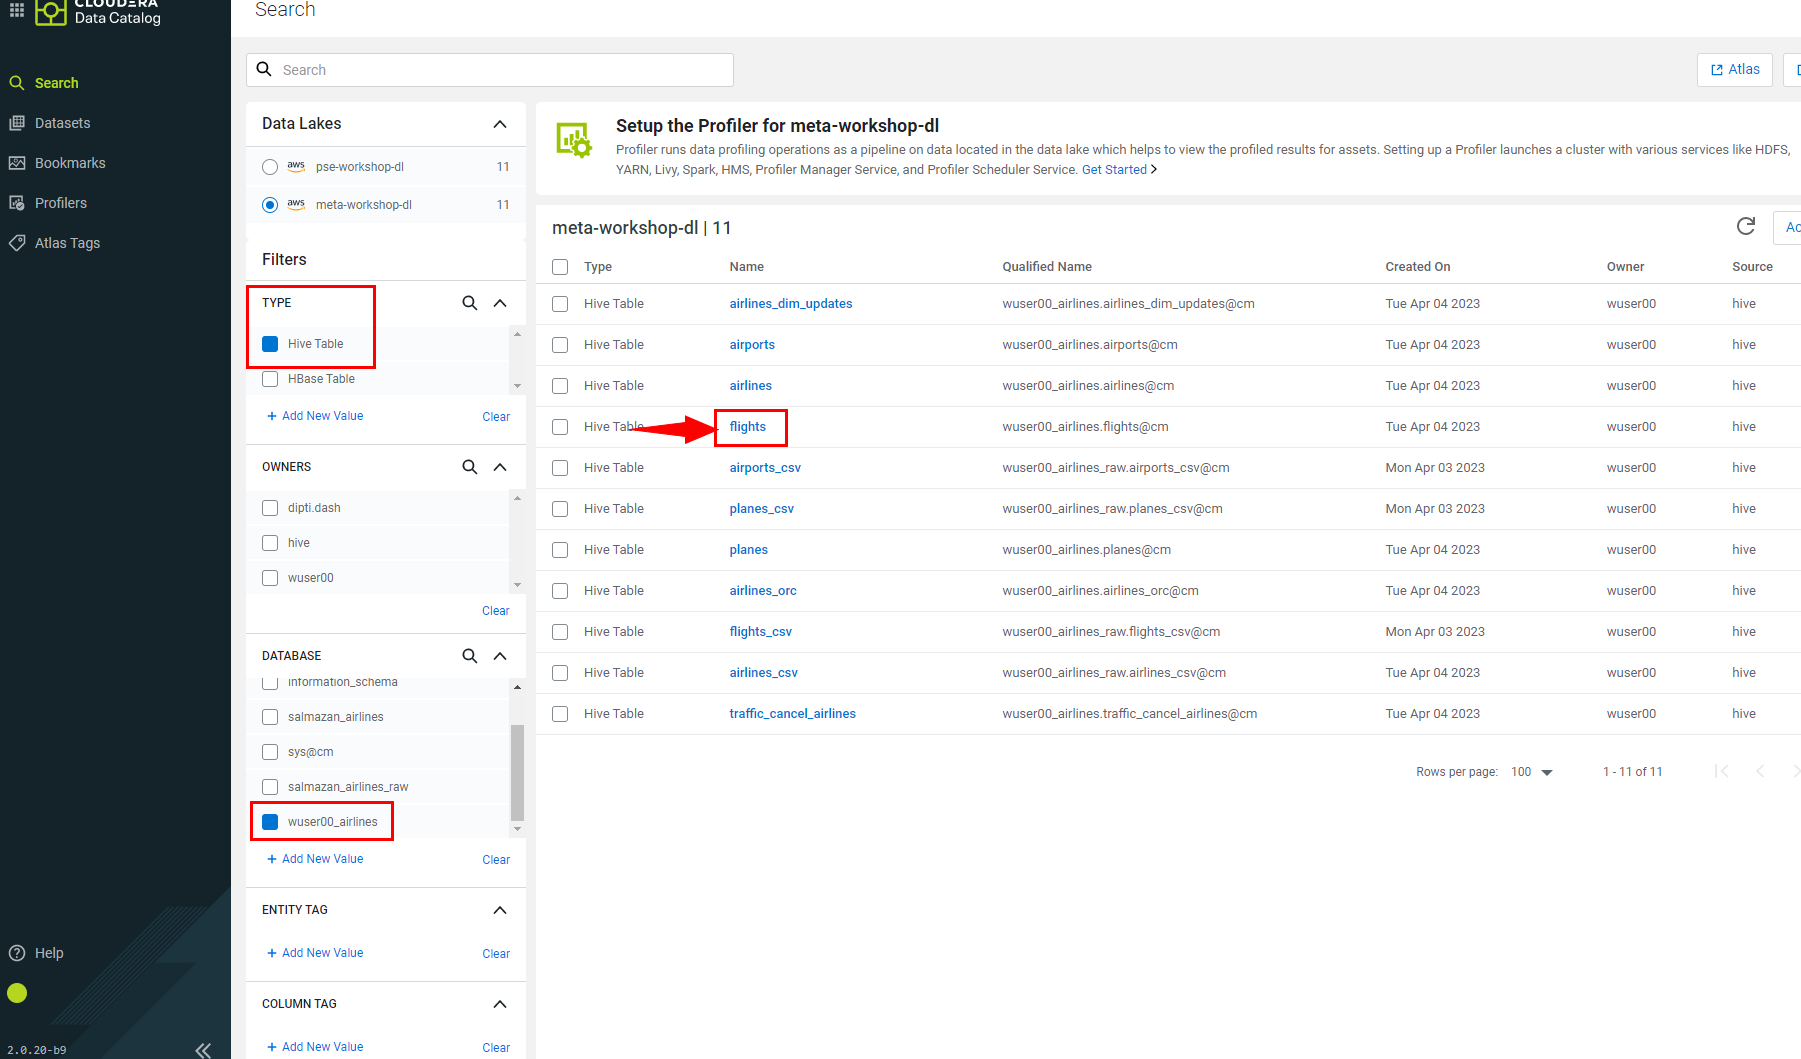 CLOUDERA
Data Catalog
Search
Datasets
Bookmarks
Profilers
Atlas Tags
Help
2.0.20-b9
Search
Search
Atlas
Data Lakes
aws pse-workshop-dl 11
aws meta-workshop-dl 11
Filters
TYPE
Hive Table
HBase Table
+ Add New Value Clear
OWNERS
dipti.dash
hive
wuser00
Clear
DATABASE
information_schema
salmazan_airlines
sys@cm
salmazan_airlines_raw
wuser00_airlines
+ Add New Value Clear
ENTITY TAG
+ Add New Value Clear
COLUMN TAG
+ Add New Value Clear
Setup the Profiler for meta-workshop-dl
Profiler runs data profiling operations as a pipeline on data located in the data lake which helps to view the profiled results for assets. Setting up a Profiler launches a cluster with various services like HDFS,
YARN, Livy, Spark, HMS, Profiler Manager Service, and Profiler Scheduler Service. Get Started >
meta-workshop-dl | 11
Ac
Type Name Qualified Name Created On Owner Source
Hive Table airlines_dim_updates wuser00_airlines.airlines_dim_updates@cm Tue Apr 04 2023 wuser00 hive
Hive Table airports wuser00_airlines.airports@cm Tue Apr 04 2023 wuser00 hive
Hive Table airlines wuser00_airlines.airlines@cm Tue Apr 04 2023 wuser00 hive
Hive Table flights wuser00_airlines.flights@cm Tue Apr 04 2023 wuser00 hive
Hive Table airports_csv wuser00_airlines_raw.airports_csv@cm Mon Apr 03 2023 wuser00 hive
Hive Table planes_csv wuser00_airlines_raw.planes_csv@cm Mon Apr 03 2023 wuser00 hive
Hive Table planes wuser00_airlines.planes@cm Tue Apr 04 2023 wuser00 hive
Hive Table airlines_orc wuser00_airlines.airlines_orc@cm Tue Apr 04 2023 wuser00 hive
Hive Table flights_csv wuser00_airlines_raw.flights_csv@cm Mon Apr 03 2023 wuser00 hive
Hive Table airlines_csv wuser00_airlines_raw.airlines_csv@cm Tue Apr 04 2023 wuser00 hive
Hive Table traffic_cancel_airlines wuser00_airlines.traffic_cancel_airlines@cm Tue Apr 04 2023 wuser00 hive
Rows per page: 100 1 - 11 of 11